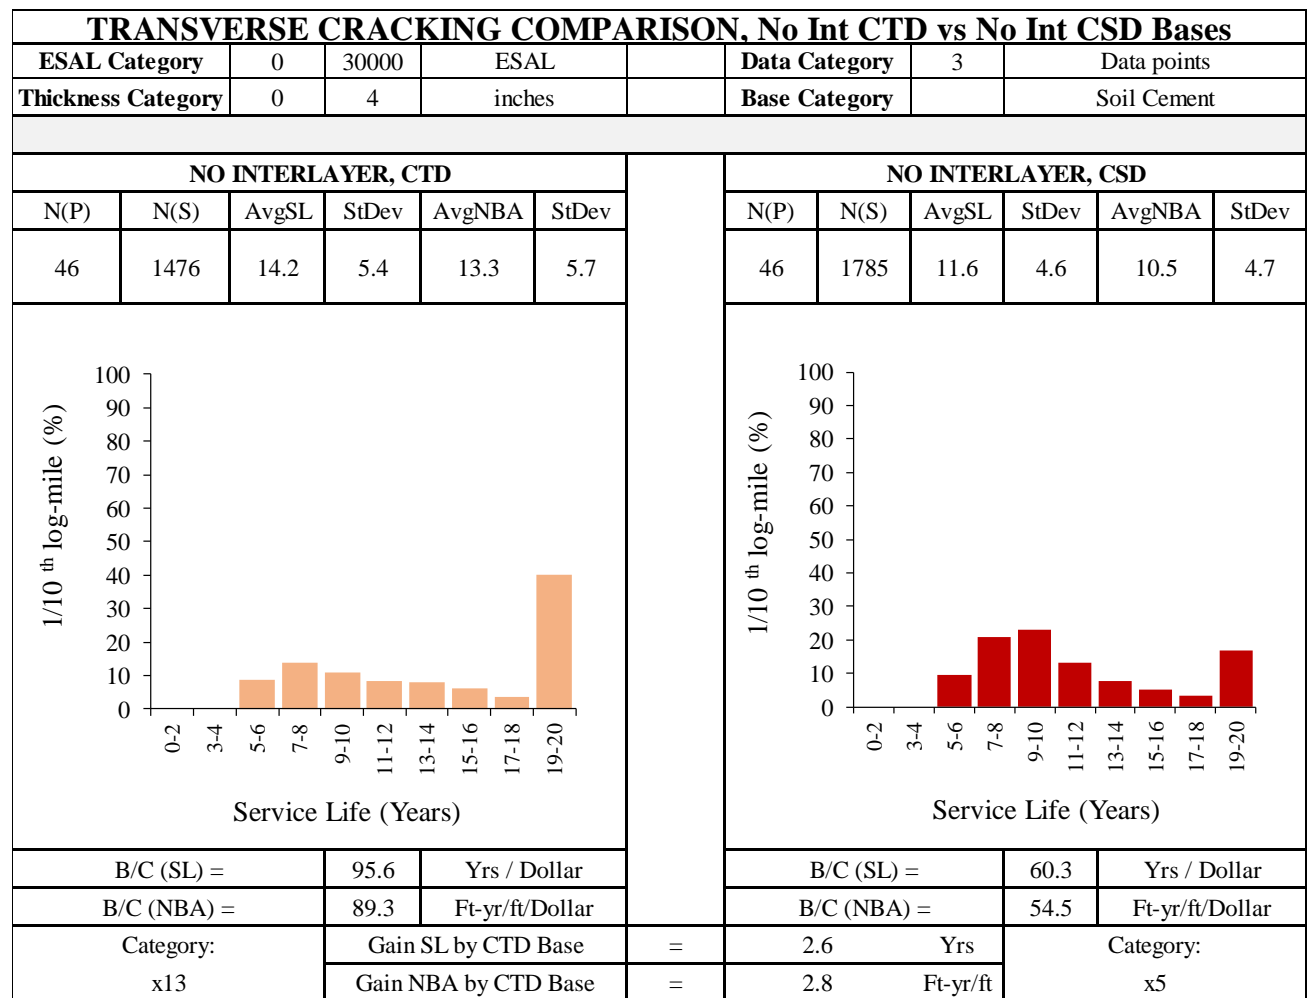 TRANSVERSE CRACKING COMPARISON, No Int CTD vs No Int CSD Bases
ESAL Category 0 30000 ESAL Data Category 3 Data points
Thickness Category 0 4 inches Base Category Soil Cement
NO INTERLAYER, CTD NO INTERLAYER, CSD
N(P) N(S) AvgSL StDev AvgNBA StDev N(P) N(S) AvgSL StDev AvgNBA StDev
46 1476 14.2 5.4 13.3 5.7 46 1785 11.6 4.6 10.5 4.7
1/10 th log-mile (%)
100
90
80
70
60
50
40
30
20
10
0
0-2 3-4 5-6 7-8 9-10 11-12 13-14 15-16 17-18 19-20
Service Life (Years)
1/10 th log-mile (%)
100
90
80
70
60
50
40
30
20
10
0
0-2 3-4 5-6 7-8 9-10 11-12 13-14 15-16 17-18 19-20
Service Life (Years)
B/C (SL) = 95.6 Yrs / Dollar B/C (SL) = 60.3 Yrs / Dollar
B/C (NBA) = 89.3 Ft-yr/ft/Dollar B/C (NBA) = 54.5 Ft-yr/ft/Dollar
Category: Gain SL by CTD Base = 2.6 Yrs Category:
x13 Gain NBA by CTD Base = 2.8 Ft-yr/ft x5